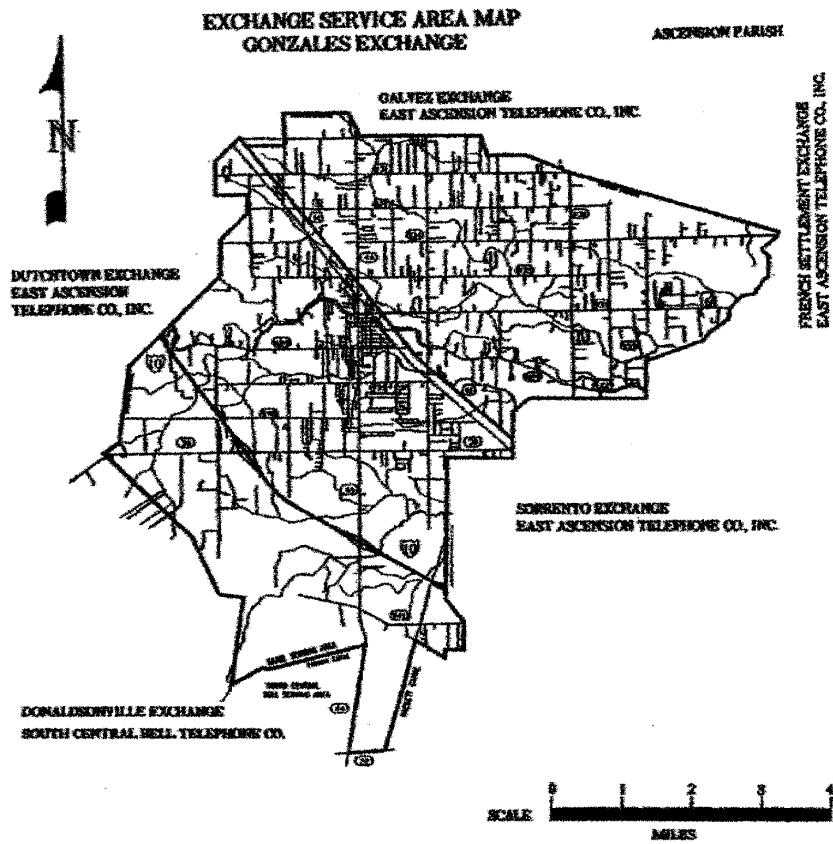 EXCHANGE SERVICE AREA MAP
GONZALES EXCHANGE
ASCENSION PARISH
N
GALVEZ EXCHANGE
EAST ASCENSION TELEPHONE CO., INC.
FRENCH SETTLEMENT EXCHANGE
EAST ASCENSION TELEPHONE CO., INC.
DUTCHTOWN EXCHANGE
EAST ASCENSION
TELEPHONE CO., INC.
10
SORRENTO EXCHANGE
EAST ASCENSION TELEPHONE CO., INC.
10
DONALDSONVILLE EXCHANGE
SOUTH CENTRAL BELL TELEPHONE CO.
0 1 2 3 4
SCALE
MILES